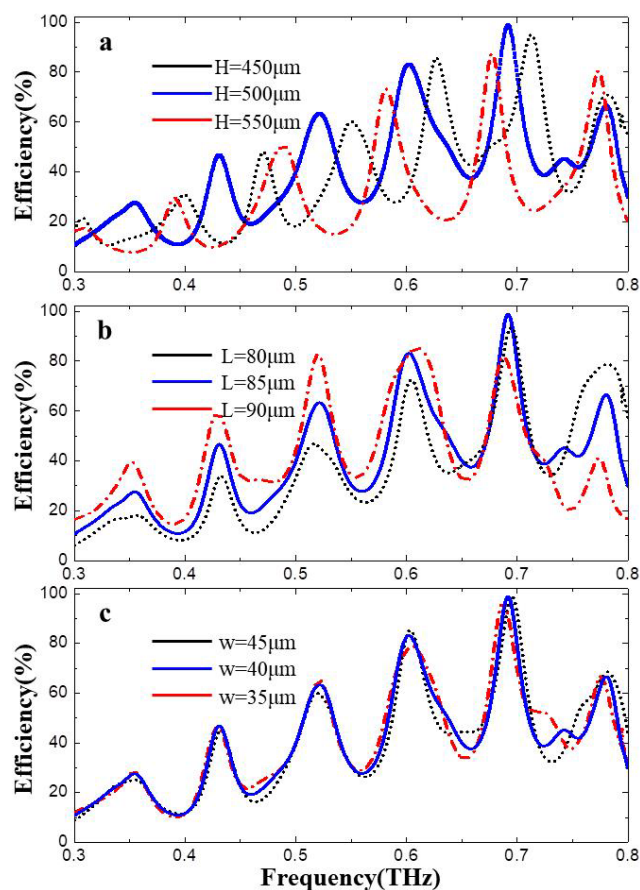 a
H=450μm
H=500μm
H=550μm
Efficiency(%)
100
80
60
40
20
0
0.3 0.4 0.5 0.6 0.7 0.8
b
L=80μm
L=85μm
L=90μm
Efficiency(%)
100
80
60
40
20
0
0.3 0.4 0.5 0.6 0.7 0.8
c
w=45μm
w=40μm
w=35μm
Efficiency(%)
100
80
60
40
20
0
0.3 0.4 0.5 0.6 0.7 0.8
Frequency(THz)